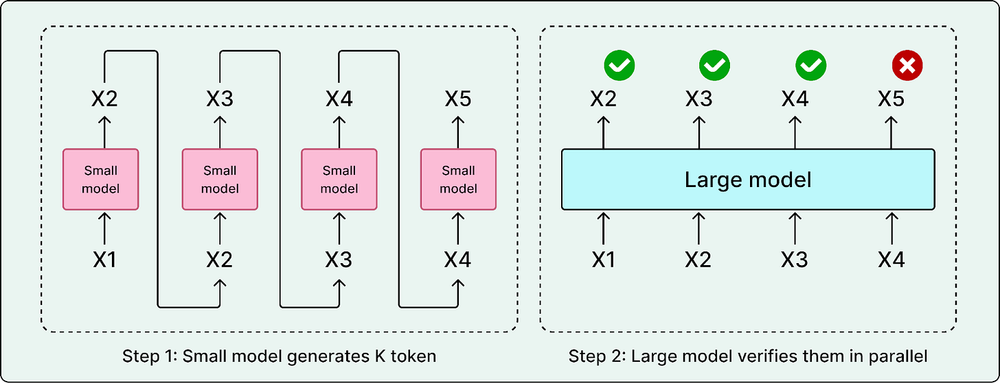 X2 X3 X4 X5
Small model Small model Small model Small model
X1 X2 X3 X4
Step 1: Small model generates K token
X2 X3 X4 X5
Large model
X1 X2 X3 X4
Step 2: Large model verifies them in parallel